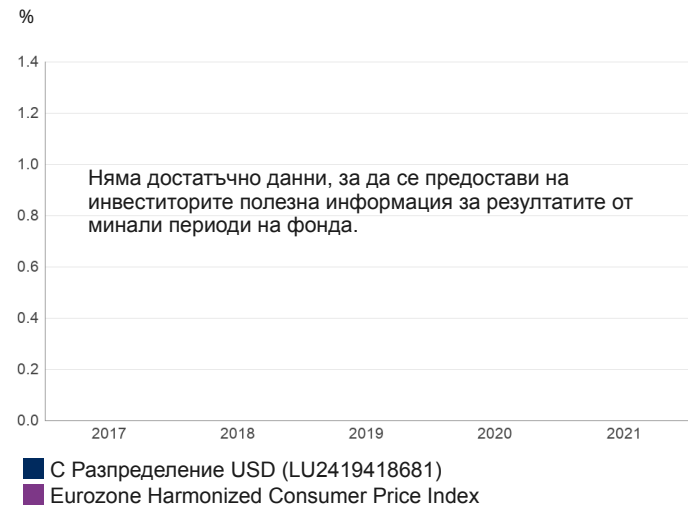 %
1.4
1.2
1.0
Няма достатъчно данни, за да се предостави на
инвеститорите полезна информация за резултатите от
минали периоди на фонда.
0.8
0.6
0.4
0.2
0.0
2017 2018 2019 2020 2021
C Разпределение USD (LU2419418681)
Eurozone Harmonized Consumer Price Index